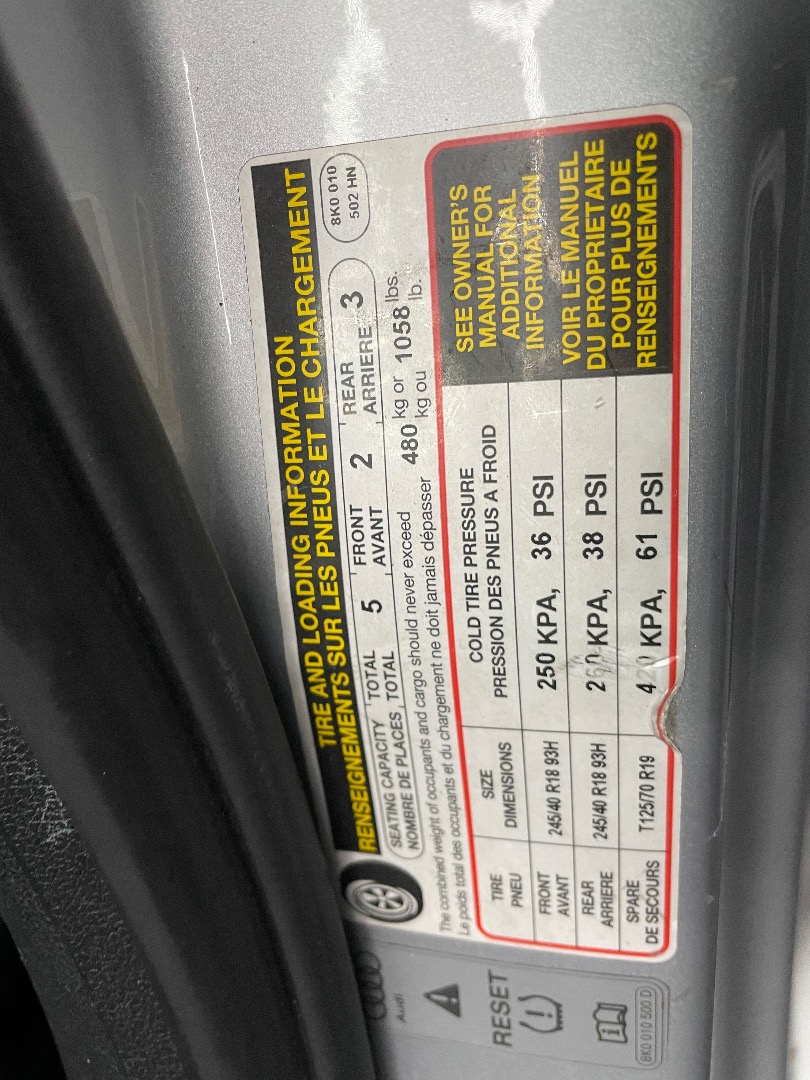 TIRE AND LOADING INFORMATION
RENSEIGNEMENTS SUR LES PNEUS ET LE CHARGEMENT
8K0 010
502 HN
SEATING CAPACITY TOTAL 5 FRONT 2 REAR 3
NOMBRE DE PLACES TOTAL AVANT ARRIERE
The combined weight of occupants and cargo should never exceed 480 kg or 1058 lbs.
Le poids total des occupants et du chargement ne doit jamais dépasser kg ou lb.
TIRE SIZE COLD TIRE PRESSURE
PNEU DIMENSIONS PRESSION DES PNEUS A FROID
FRONT
AVANT 245/40 R18 93H 250 KPA, 36 PSI
REAR
ARRIERE 245/40 R18 93H 260 KPA, 38 PSI
SPARE
DE SECOURS T125/70 R19 420 KPA, 61 PSI
SEE OWNER'S
MANUAL FOR
ADDITIONAL
INFORMATION
VOIR LE MANUEL
DU PROPRIETAIRE
POUR PLUS DE
RENSEIGNEMENTS
Audi
RESET
8K0 010 500 D